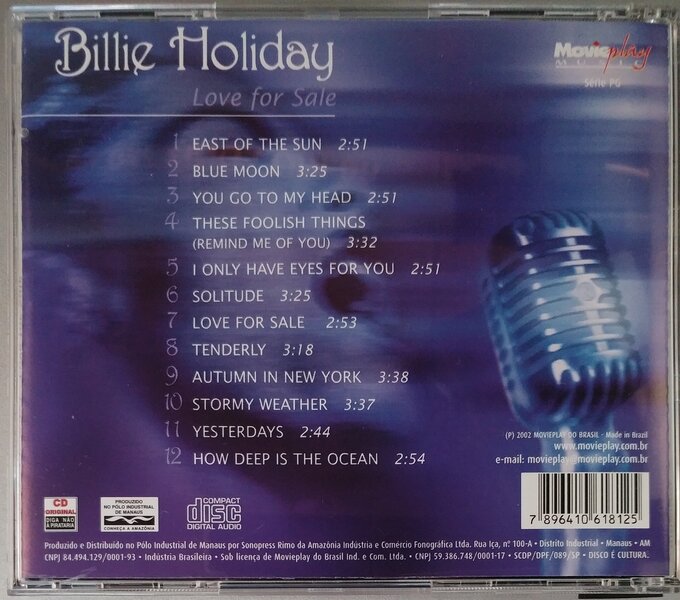 Billie Holiday
Movieplay
MUSIC
Love for Sale
Série PG
1 EAST OF THE SUN 2:51
2 BLUE MOON 3:25
3 YOU GO TO MY HEAD 2:51
4 THESE FOOLISH THINGS
(REMIND ME OF YOU) 3:32
5 I ONLY HAVE EYES FOR YOU 2:51
6 SOLITUDE 3:25
7 LOVE FOR SALE 2:53
8 TENDERLY 3:18
9 AUTUMN IN NEW YORK 3:38
10 STORMY WEATHER 3:37
11 YESTERDAYS 2:44
12 HOW DEEP IS THE OCEAN 2:54
(P) 2002 MOVIEPLAY DO BRASIL - Made in Brazil
www.movieplay.com.br
e-mail: movieplay@movieplay.com.br
CD
ORIGINAL
DIGA NÃO
À PIRATARIA
PRODUZIDO
NO PÓLO INDUSTRIAL
DE MANAUS
CONHEÇA A AMAZÔNIA
COMPACT
disc
DIGITAL AUDIO
7 896410 618125
Produzido e Distribuído no Pólo Industrial de Manaus por Sonopress Rimo da Amazônia Indústria e Comércio Fonográfica Ltda. Rua Iça, nº 100-A • Distrito Industrial • Manaus • AM
CNPJ 84.494.129/0001-93 • Indústria Brasileira • Sob licença de Movieplay do Brasil Ind. e Com. Ltda. • CNPJ 59.386.748/0001-17 • SCDP/DPF/089/SP • DISCO É CULTURA.